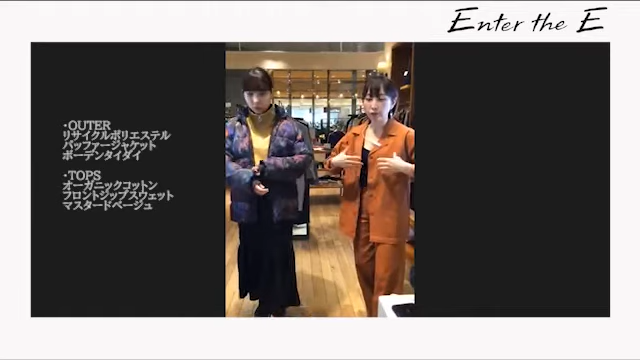 Enter the E
・OUTER
リサイクルポリエステル
パッファージャケット
ボーデンタイダイ
・TOPS
オーガニックコットン
フロントジップスウェット
マスタードベージュ